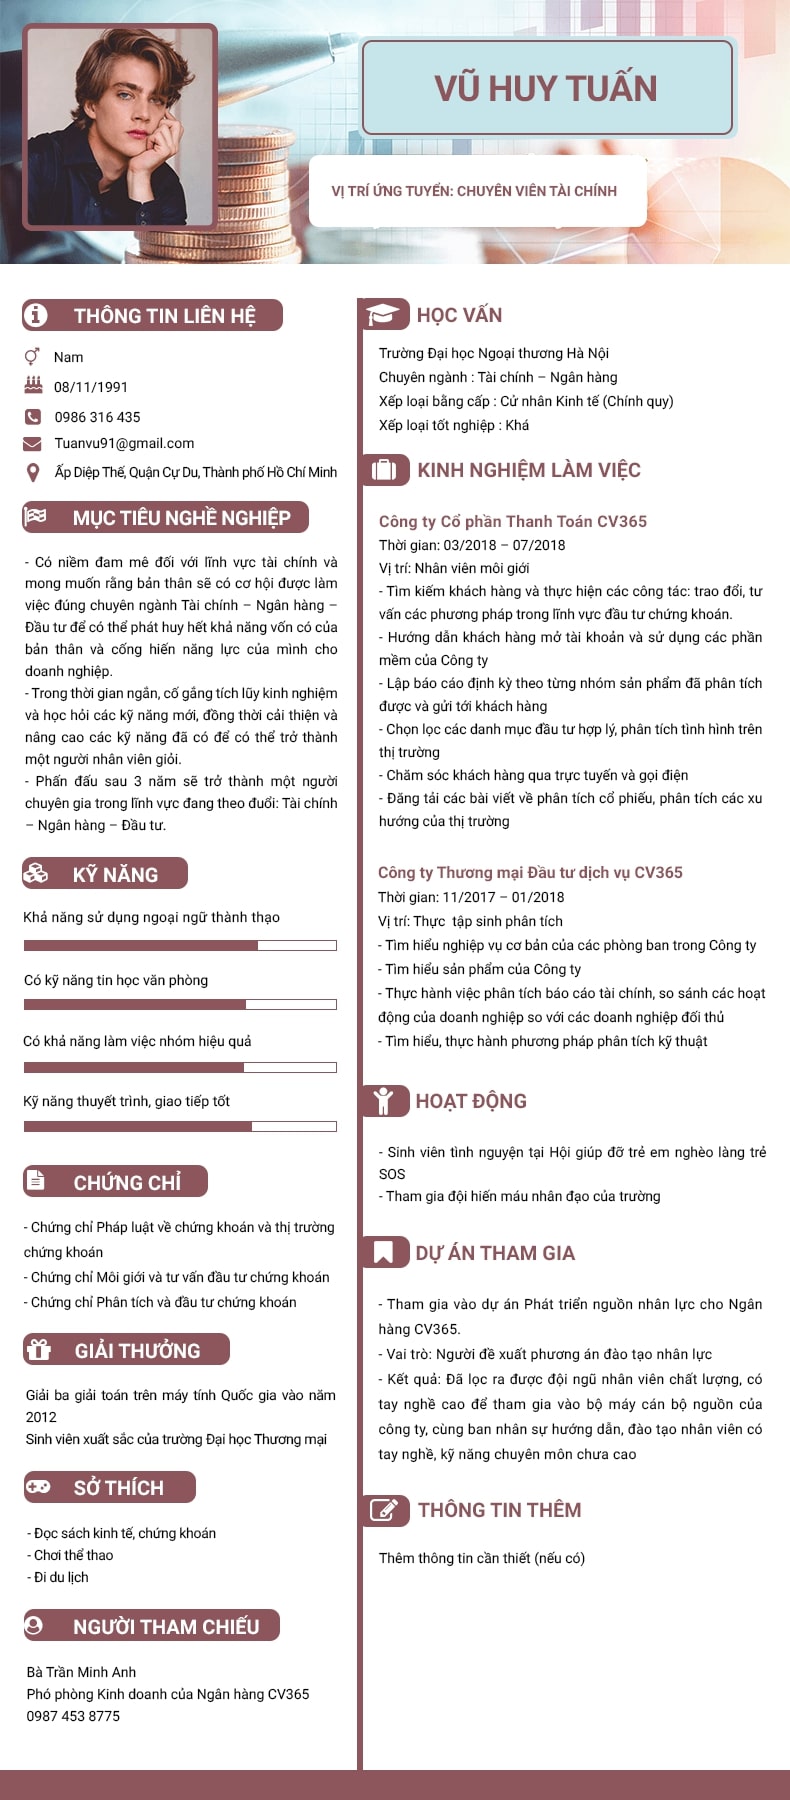 VŨ HUY TUẤN
VỊ TRÍ ỨNG TUYỂN: CHUYÊN VIÊN TÀI CHÍNH
THÔNG TIN LIÊN HỆ
Nam
08/11/1991
0986 316 435
Tuanvu91@gmail.com
Ấp Diệp Thế, Quận Cự Du, Thành phố Hồ Chí Minh
MỤC TIÊU NGHỀ NGHIỆP
- Có niềm đam mê đối với lĩnh vực tài chính và
mong muốn rằng bản thân sẽ có cơ hội được làm
việc đúng chuyên ngành Tài chính – Ngân hàng –
Đầu tư để có thể phát huy hết khả năng vốn có của
bản thân và cống hiến năng lực của mình cho
doanh nghiệp.
- Trong thời gian ngắn, cố gắng tích lũy kinh nghiệm
và học hỏi các kỹ năng mới, đồng thời cải thiện và
nâng cao các kỹ năng đã có để có thể trở thành
một người nhân viên giỏi.
- Phấn đấu sau 3 năm sẽ trở thành một người
chuyên gia trong lĩnh vực đang theo đuổi: Tài chính
– Ngân hàng – Đầu tư.
KỸ NĂNG
Khả năng sử dụng ngoại ngữ thành thạo
Có kỹ năng tin học văn phòng
Có khả năng làm việc nhóm hiệu quả
Kỹ năng thuyết trình, giao tiếp tốt
CHỨNG CHỈ
- Chứng chỉ Pháp luật về chứng khoán và thị trường
chứng khoán
- Chứng chỉ Môi giới và tư vấn đầu tư chứng khoán
- Chứng chỉ Phân tích và đầu tư chứng khoán
GIẢI THƯỞNG
Giải ba giải toán trên máy tính Quốc gia vào năm
2012
Sinh viên xuất sắc của trường Đại học Thương mại
SỞ THÍCH
- Đọc sách kinh tế, chứng khoán
- Chơi thể thao
- Đi du lịch
NGƯỜI THAM CHIẾU
Bà Trần Minh Anh
Phó phòng Kinh doanh của Ngân hàng CV365
0987 453 8775
HỌC VẤN
Trường Đại học Ngoại thương Hà Nội
Chuyên ngành : Tài chính – Ngân hàng
Xếp loại bằng cấp : Cử nhân Kinh tế (Chính quy)
Xếp loại tốt nghiệp : Khá
KINH NGHIỆM LÀM VIỆC
Công ty Cổ phần Thanh Toán CV365
Thời gian: 03/2018 – 07/2018
Vị trí: Nhân viên môi giới
- Tìm kiếm khách hàng và thực hiện các công tác: trao đổi, tư
vấn các phương pháp trong lĩnh vực đầu tư chứng khoán.
- Hướng dẫn khách hàng mở tài khoản và sử dụng các phần
mềm của Công ty
- Lập báo cáo định kỳ theo từng nhóm sản phẩm đã phân tích
được và gửi tới khách hàng
- Chọn lọc các danh mục đầu tư hợp lý, phân tích tình hình trên
thị trường
- Chăm sóc khách hàng qua trực tuyến và gọi điện
- Đăng tải các bài viết về phân tích cổ phiếu, phân tích các xu
hướng của thị trường
Công ty Thương mại Đầu tư dịch vụ CV365
Thời gian: 11/2017 – 01/2018
Vị trí: Thực tập sinh phân tích
- Tìm hiểu nghiệp vụ cơ bản của các phòng ban trong Công ty
- Tìm hiểu sản phẩm của Công ty
- Thực hành việc phân tích báo cáo tài chính, so sánh các hoạt
động của doanh nghiệp so với các doanh nghiệp đối thủ
- Tìm hiểu, thực hành phương pháp phân tích kỹ thuật
HOẠT ĐỘNG
- Sinh viên tình nguyện tại Hội giúp đỡ trẻ em nghèo làng trẻ
SOS
- Tham gia đội hiến máu nhân đạo của trường
DỰ ÁN THAM GIA
- Tham gia vào dự án Phát triển nguồn nhân lực cho Ngân
hàng CV365.
- Vai trò: Người đề xuất phương án đào tạo nhân lực
- Kết quả: Đã lọc ra được đội ngũ nhân viên chất lượng, có
tay nghề cao để tham gia vào bộ máy cán bộ nguồn của
công ty, cùng ban nhân sự hướng dẫn, đào tạo nhân viên có
tay nghề, kỹ năng chuyên môn chưa cao
THÔNG TIN THÊM
Thêm thông tin cần thiết (nếu có)